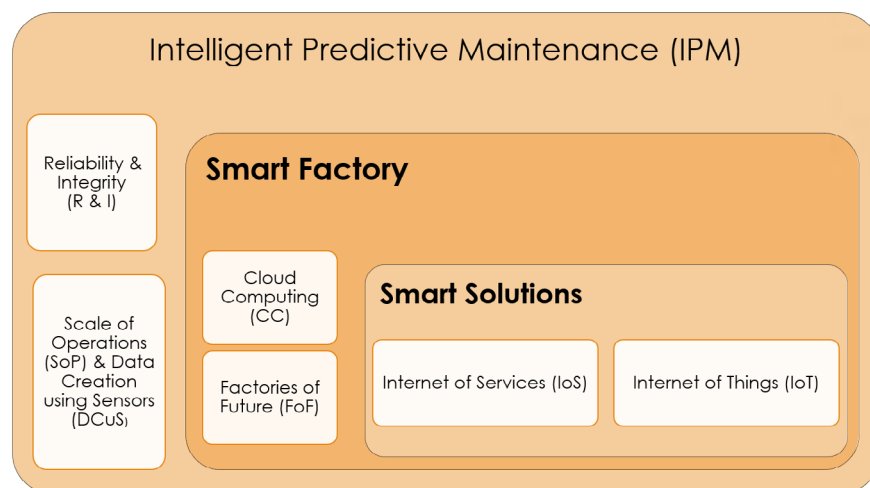 Intelligent Predictive Maintenance (IPM)
Reliability &
Integrity
(R & I)
Scale of
Operations
(SoP) & Data
Creation
using Sensors
(DCuS)
Smart Factory
Cloud
Computing
(CC)
Factories of
Future (FoF)
Smart Solutions
Internet of Services (IoS)
Internet of Things (IoT)